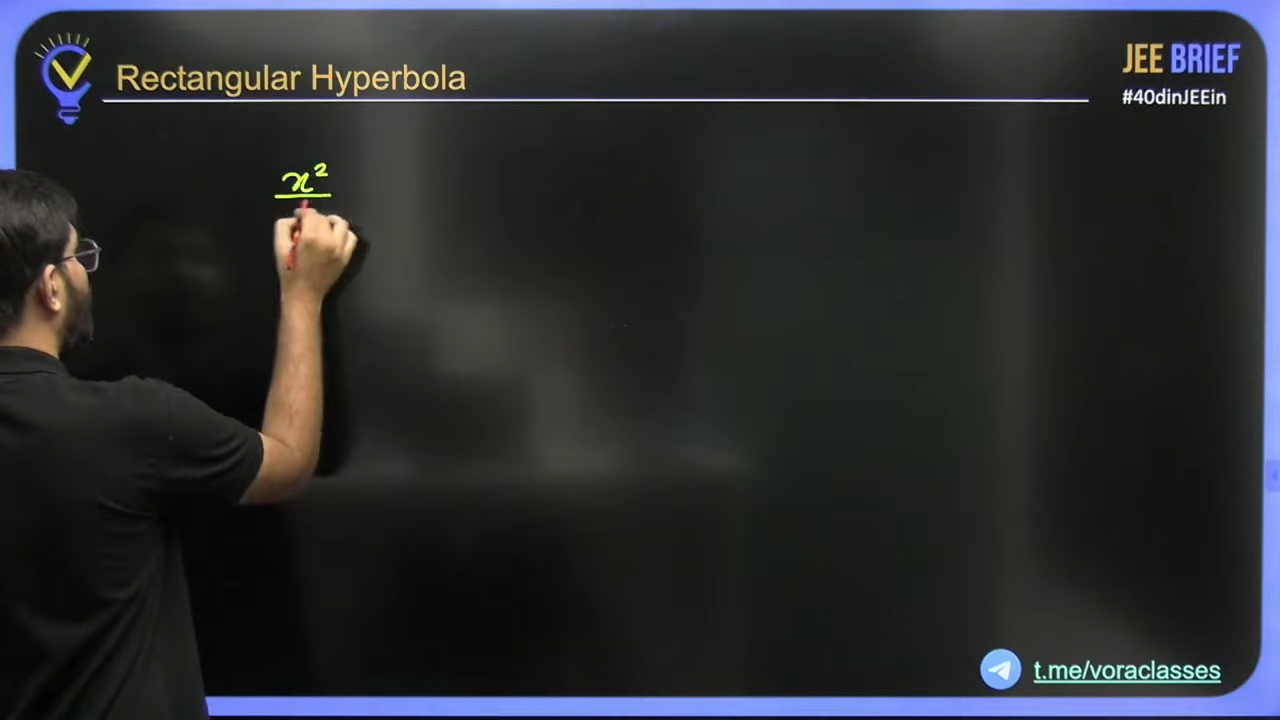 Rectangular Hyperbola
JEE BRIEF
#40dinJEEin
x²
t.me/voraclasses